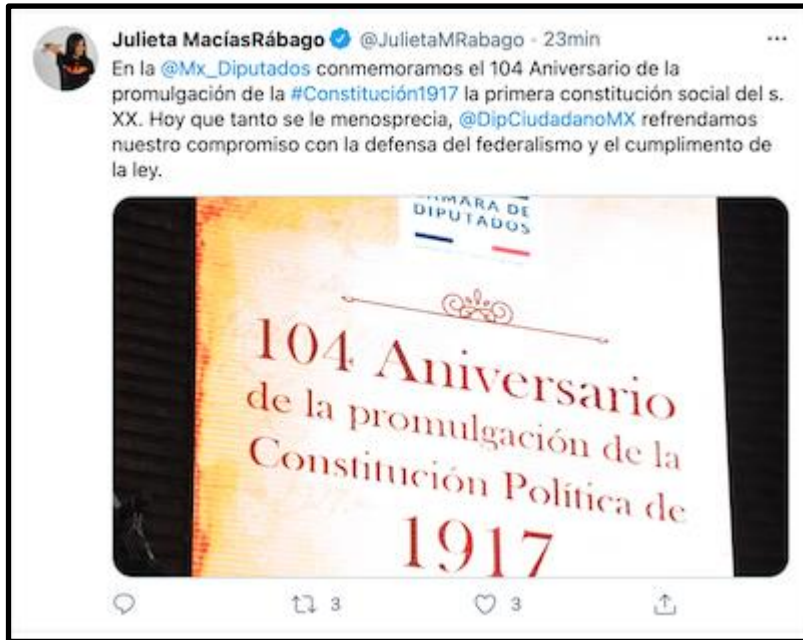 Julieta MacíasRábago @JulietaMRabago · 23min
En la @Mx_Diputados conmemoramos el 104 Aniversario de la
promulgación de la #Constitución1917 la primera constitución social del s.
XX. Hoy que tanto se le menosprecia, @DipCiudadanoMX refrendamos
nuestro compromiso con la defensa del federalismo y el cumplimento de
la ley.
CÁMARA DE
DIPUTADOS
104 Aniversario
de la promulgación de la
Constitución Política de
1917
3 3